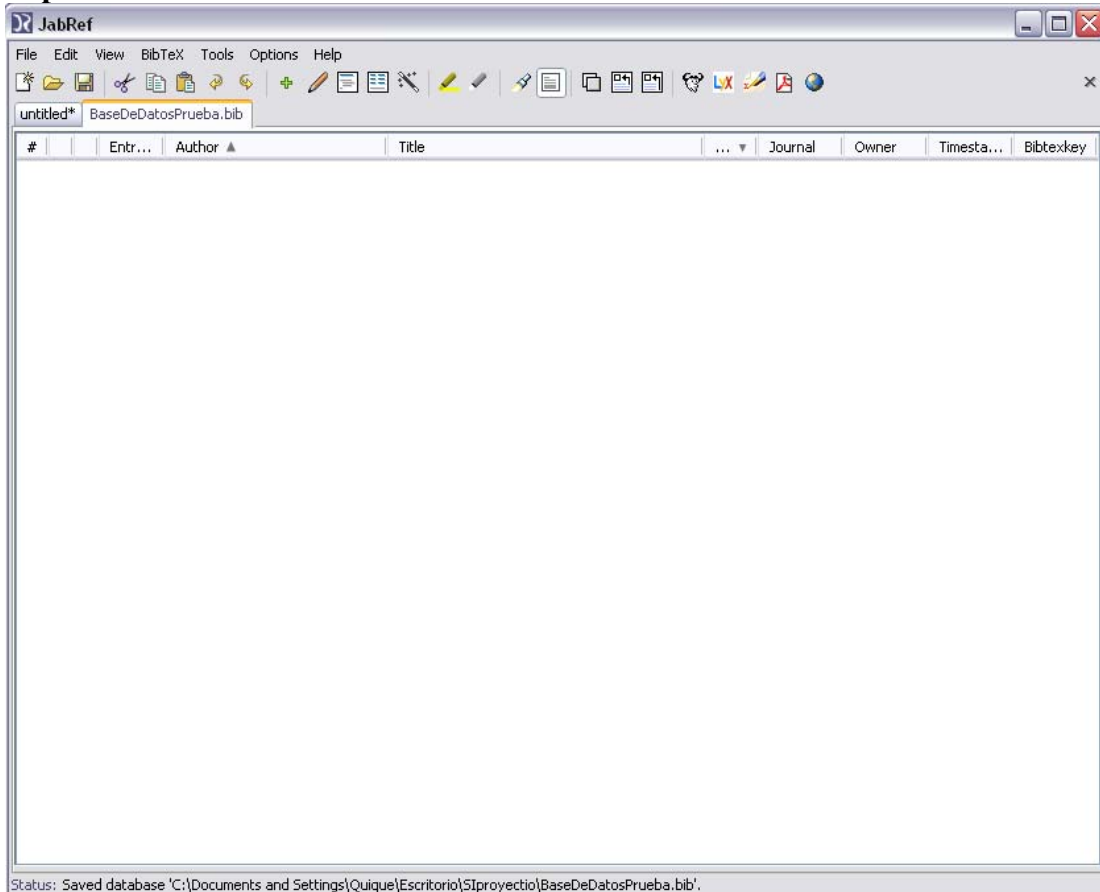 JabRef
File Edit View BibTeX Tools Options Help
untitled* BaseDeDatosPrueba.bib
# Entr... Author Title ... Journal Owner Timesta... Bibtexkey
Status: Saved database 'C:\Documents and Settings\Quique\Escritorio\SIproyectio\BaseDeDatosPrueba.bib'.